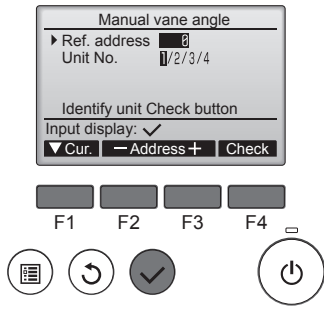 Manual vane angle
Ref. address 0
Unit No. 1/2/3/4
Identify unit Check button
Input display: ✓
▼Cur. −Address+ Check
F1 F2 F3 F4